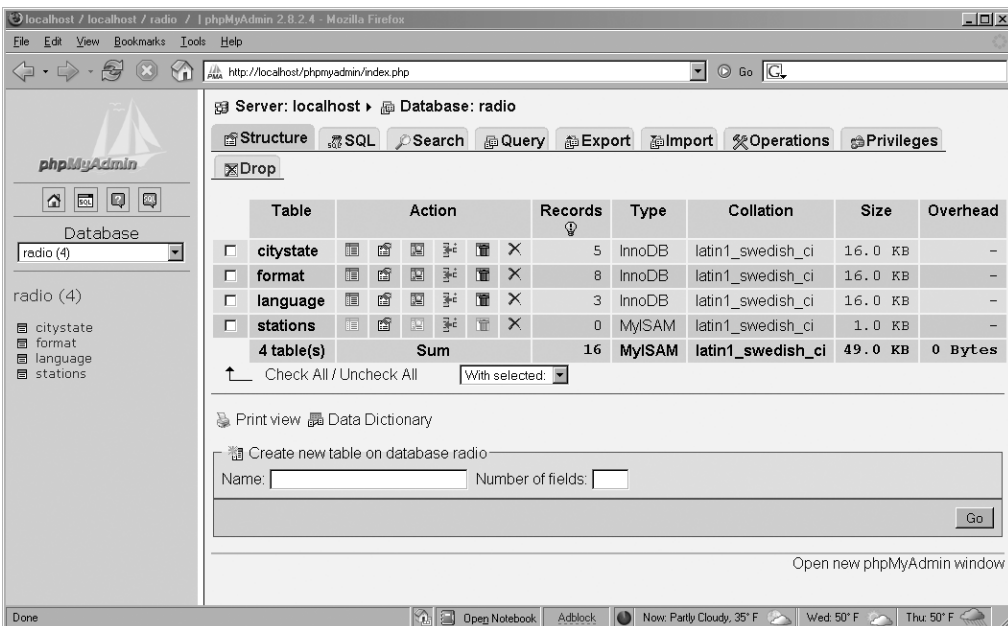 localhost / localhost / radio / | phpMyAdmin 2.8.2.4 - Mozilla Firefox
File Edit View Bookmarks Tools Help
PMA http://localhost/phpmyadmin/index.php Go G
phpMyAdmin
SQL
Database
radio (4)
radio (4)
citystate
format
language
stations
Server: localhost Database: radio
Structure SQL Search Query Export Import Operations Privileges
Drop
Table Action Records Type Collation Size Overhead
citystate 5 InnoDB latin1_swedish_ci 16.0 KB -
format 8 InnoDB latin1_swedish_ci 16.0 KB -
language 3 InnoDB latin1_swedish_ci 16.0 KB -
stations 0 MyISAM latin1_swedish_ci 1.0 KB -
4 table(s) Sum 16 MyISAM latin1_swedish_ci 49.0 KB 0 Bytes
Check All / Uncheck All With selected:
Print view Data Dictionary
Create new table on database radio
Name: Number of fields:
Go
Open new phpMyAdmin window
Done Open Notebook Adblock Now: Partly Cloudy, 35° F Wed: 50° F Thu: 50° F